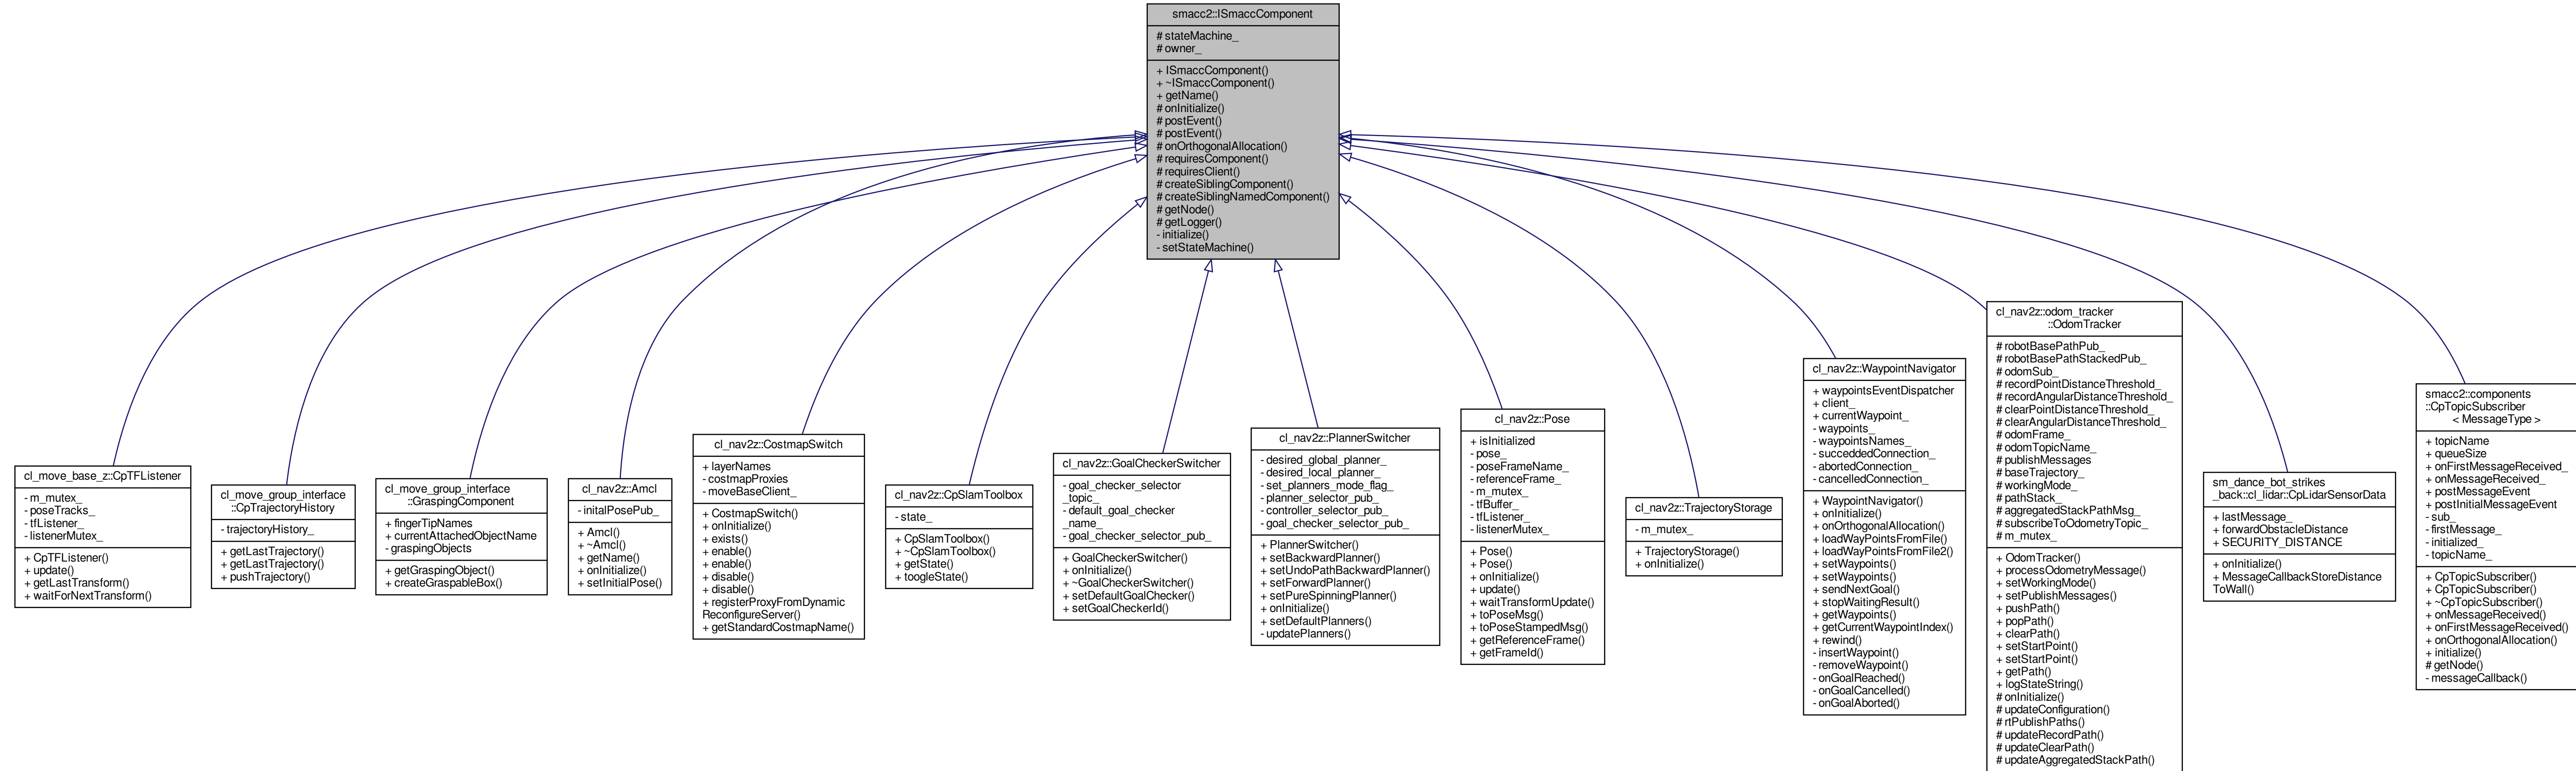 smacc2::ISmaccComponent
# stateMachine_
# owner_
+ ISmaccComponent()
+ ~ISmaccComponent()
+ getName()
# onInitialize()
# postEvent()
# postEvent()
# onOrthogonalAllocation()
# requiresComponent()
# requiresClient()
# createSiblingComponent()
# createSiblingNamedComponent()
# getNode()
# getLogger()
- initialize()
- setStateMachine()
cl_move_base_z::CpTFListener
- m_mutex_
- poseTracks_
- tfListener_
- listenerMutex_
+ CpTFListener()
+ update()
+ getLastTransform()
+ waitForNextTransform()
cl_move_group_interface
::CpTrajectoryHistory
- trajectoryHistory_
+ getLastTrajectory()
+ getLastTrajectory()
+ pushTrajectory()
cl_move_group_interface
::GraspingComponent
+ fingerTipNames
+ currentAttachedObjectName
- graspingObjects
+ getGraspingObject()
+ createGraspableBox()
cl_nav2z::Amcl
- initalPosePub_
+ Amcl()
+ ~Amcl()
+ getName()
+ onInitialize()
+ setInitialPose()
cl_nav2z::CostmapSwitch
+ layerNames
- costmapProxies
- moveBaseClient_
+ CostmapSwitch()
+ onInitialize()
+ exists()
+ enable()
+ enable()
+ disable()
+ disable()
+ registerProxyFromDynamic
ReconfigureServer()
+ getStandardCostmapName()
cl_nav2z::CpSlamToolbox
- state_
+ CpSlamToolbox()
+ ~CpSlamToolbox()
+ getState()
+ toogleState()
cl_nav2z::GoalCheckerSwitcher
- goal_checker_selector
_topic_
- default_goal_checker
_name_
- goal_checker_selector_pub_
+ GoalCheckerSwitcher()
+ onInitialize()
+ ~GoalCheckerSwitcher()
+ setDefaultGoalChecker()
+ setGoalCheckerId()
cl_nav2z::PlannerSwitcher
- desired_global_planner_
- desired_local_planner_
- set_planners_mode_flag_
- planner_selector_pub_
- controller_selector_pub_
- goal_checker_selector_pub_
+ PlannerSwitcher()
+ setBackwardPlanner()
+ setUndoPathBackwardPlanner()
+ setForwardPlanner()
+ setPureSpinningPlanner()
+ onInitialize()
+ setDefaultPlanners()
- updatePlanners()
cl_nav2z::Pose
+ isInitialized
- pose_
- poseFrameName_
- referenceFrame_
- m_mutex_
- tfBuffer_
- tfListener_
- listenerMutex_
+ Pose()
+ Pose()
+ onInitialize()
+ update()
+ waitTransformUpdate()
+ toPoseMsg()
+ toPoseStampedMsg()
+ getReferenceFrame()
+ getFrameId()
cl_nav2z::TrajectoryStorage
- m_mutex_
+ TrajectoryStorage()
+ onInitialize()
cl_nav2z::WaypointNavigator
+ waypointsEventDispatcher
+ client_
+ currentWaypoint_
- waypoints_
- waypointsNames_
- succeddedConnection_
- abortedConnection_
- cancelledConnection_
+ WaypointNavigator()
+ onInitialize()
+ onOrthogonalAllocation()
+ loadWayPointsFromFile()
+ loadWayPointsFromFile2()
+ setWaypoints()
+ setWaypoints()
+ sendNextGoal()
+ stopWaitingResult()
+ getWaypoints()
+ getCurrentWaypointIndex()
+ rewind()
- insertWaypoint()
- removeWaypoint()
- onGoalReached()
- onGoalCancelled()
- onGoalAborted()
cl_nav2z::odom_tracker
::OdomTracker
# robotBasePathPub_
# robotBasePathStackedPub_
# odomSub_
# recordPointDistanceThreshold_
# recordAngularDistanceThreshold_
# clearPointDistanceThreshold_
# clearAngularDistanceThreshold_
# odomFrame_
# odomTopicName_
# publishMessages
# baseTrajectory_
# workingMode_
# pathStack_
# aggregatedStackPathMsg_
# subscribeToOdometryTopic_
# m_mutex_
+ OdomTracker()
+ processOdometryMessage()
+ setWorkingMode()
+ setPublishMessages()
+ pushPath()
+ popPath()
+ clearPath()
+ setStartPoint()
+ setStartPoint()
+ getPath()
+ logStateString()
# onInitialize()
# updateConfiguration()
# rtPublishPaths()
# updateRecordPath()
# updateClearPath()
# updateAggregatedStackPath()
sm_dance_bot_strikes
_back::cl_lidar::CpLidarSensorData
+ lastMessage_
+ forwardObstacleDistance
+ SECURITY_DISTANCE
+ onInitialize()
+ MessageCallbackStoreDistance
ToWall()
smacc2::components
::CpTopicSubscriber
< MessageType >
+ topicName
+ queueSize
+ onFirstMessageReceived_
+ onMessageReceived_
+ postMessageEvent
+ postInitialMessageEvent
- sub_
- firstMessage_
- initialized_
- topicName_
+ CpTopicSubscriber()
+ CpTopicSubscriber()
+ ~CpTopicSubscriber()
+ onMessageReceived()
+ onFirstMessageReceived()
+ onOrthogonalAllocation()
+ initialize()
# getNode()
- messageCallback()